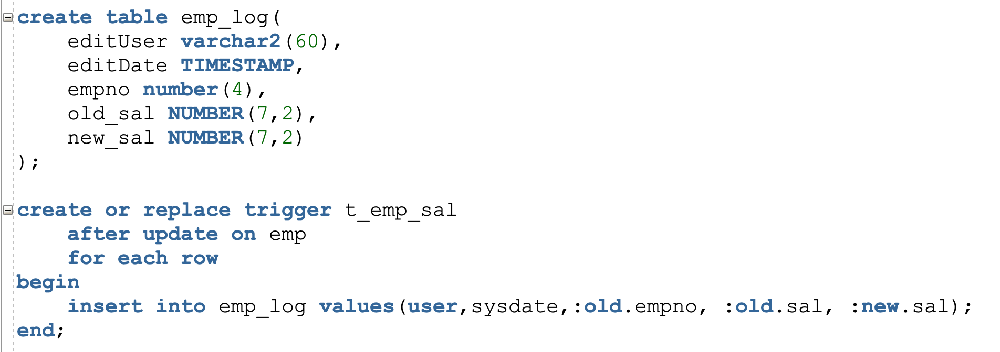 create table emp_log(
editUser varchar2(60),
editDate TIMESTAMP,
empno number(4),
old_sal NUMBER(7,2),
new_sal NUMBER(7,2)
);
create or replace trigger t_emp_sal
after update on emp
for each row
begin
insert into emp_log values(user,sysdate,:old.empno, :old.sal, :new.sal);
end;